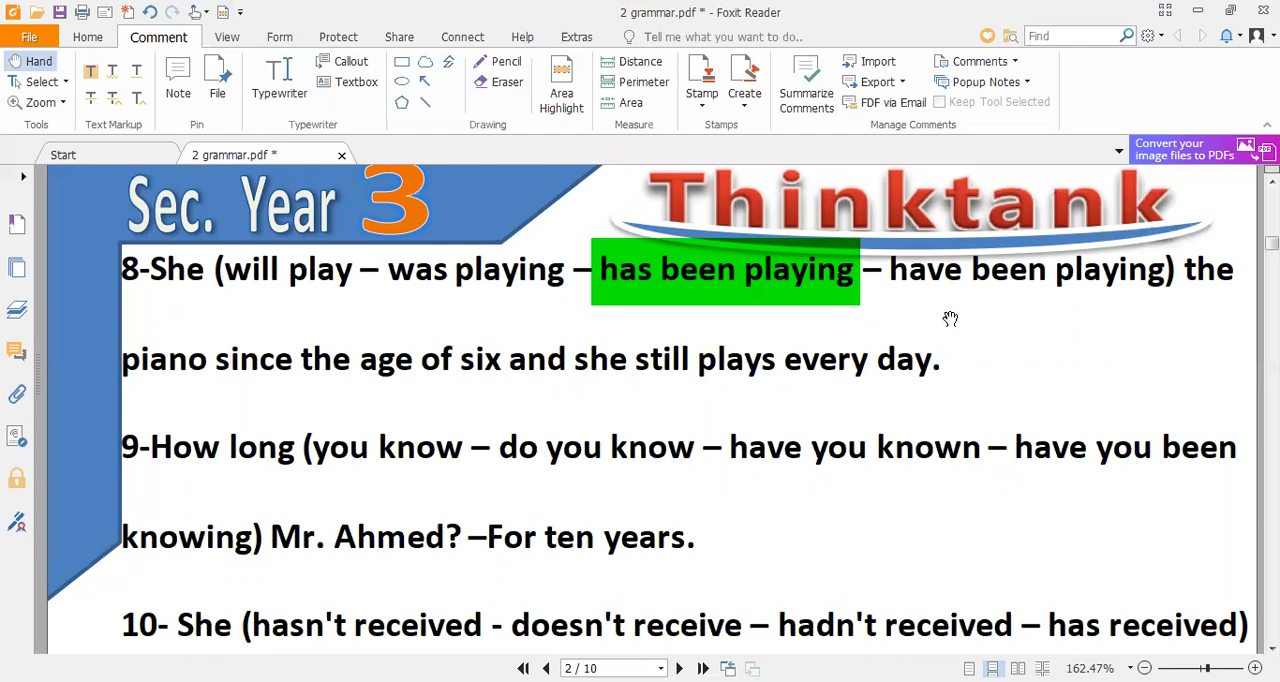 2 grammar.pdf * - Foxit Reader
File Home Comment View Form Protect Share Connect Help Extras Tell me what you want to do.. Find
Hand Select Zoom Tools
T T T T T T Text Markup
Note File Pin
Typewriter Callout Textbox Typewriter
Pencil Eraser Drawing
Area Highlight
Distance Perimeter Area Measure
Stamp Create Stamps
Summarize Comments Import Export FDF via Email Comments Popup Notes Keep Tool Selected Manage Comments
Start 2 grammar.pdf *
Convert your image files to PDFs
Sec. Year 3 Thinktank
8-She (will play – was playing – has been playing – have been playing) the
piano since the age of six and she still plays every day.
9-How long (you know – do you know – have you known – have you been
knowing) Mr. Ahmed? –For ten years.
10- She (hasn't received - doesn't receive – hadn't received – has received)
2 / 10 162.47%